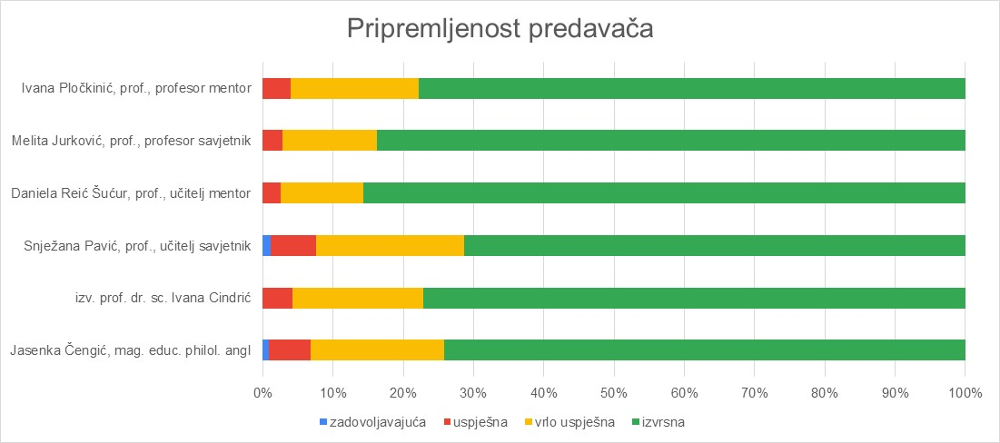 Pripremljenost predavača
Ivana Pločkinić, prof., profesor mentor
Melita Jurković, prof., profesor savjetnik
Daniela Reić Šućur, prof., učitelj mentor
Snježana Pavić, prof., učitelj savjetnik
izv. prof. dr. sc. Ivana Cindrić
Jasenka Čengić, mag. educ. philol. angl
0% 10% 20% 30% 40% 50% 60% 70% 80% 90% 100%
zadovoljavajuća uspješna vrlo uspješna izvrsna